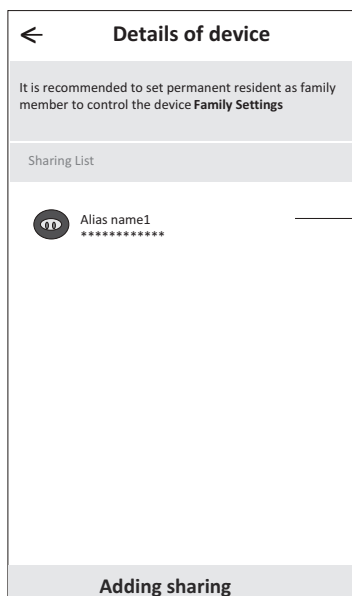 Details of device
It is recommended to set permanent resident as family
member to control the device Family Settings
Sharing List
Alias name1
************
Adding sharing